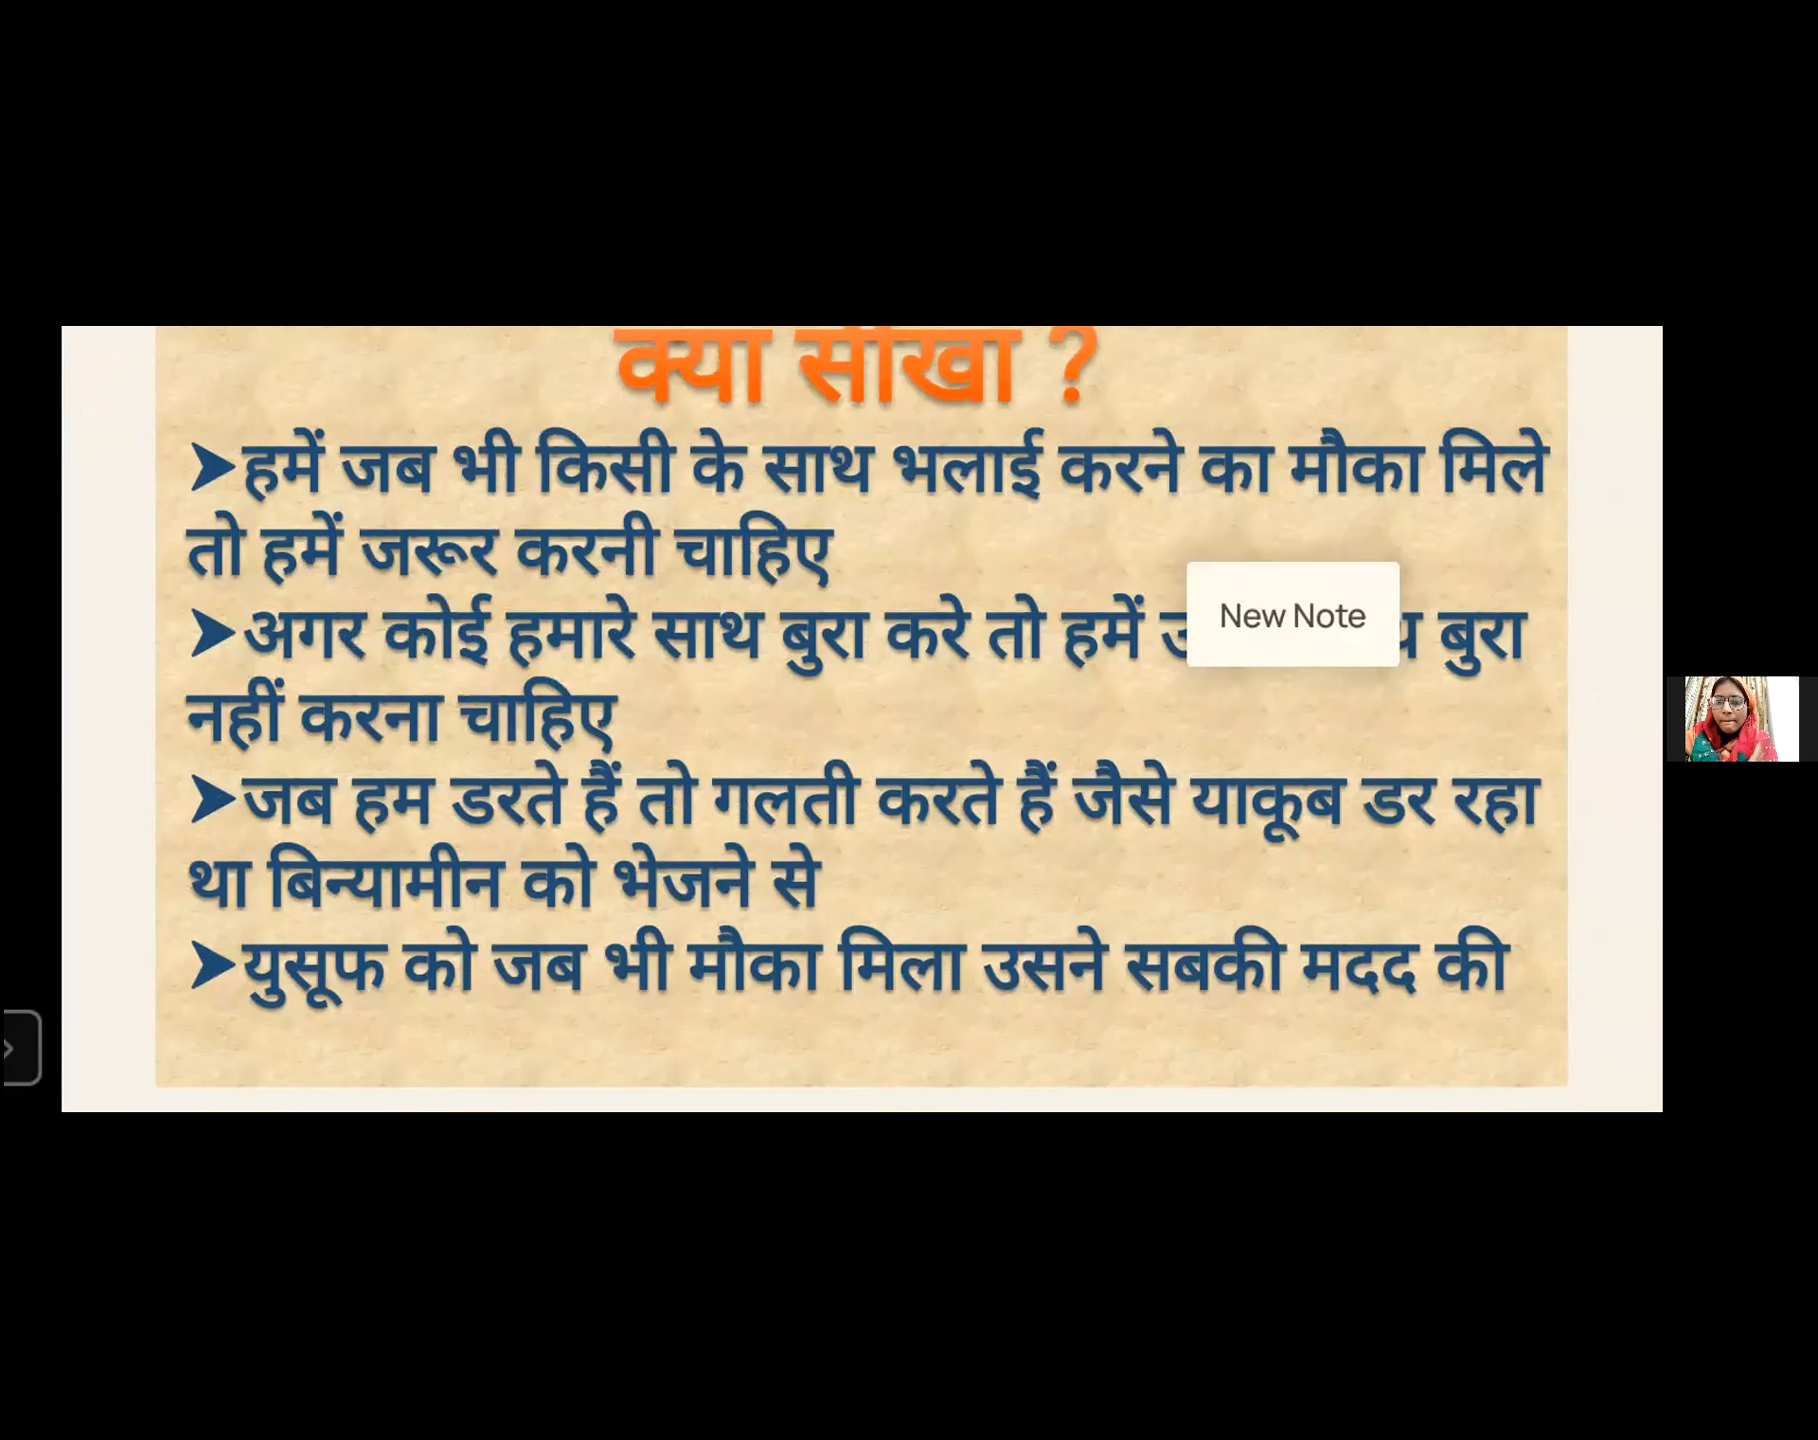 क्या सीखा ?
➤हमें जब भी किसी के साथ भलाई करने का मौका मिले
तो हमें जरूर करनी चाहिए
➤अगर कोई हमारे साथ बुरा करे तो हमें बुरा
New Note
नहीं करना चाहिए
➤जब हम डरते हैं तो गलती करते हैं जैसे याकूब डर रहा
था बिन्यामीन को भेजने से
➤युसूफ को जब भी मौका मिला उसने सबकी मदद की